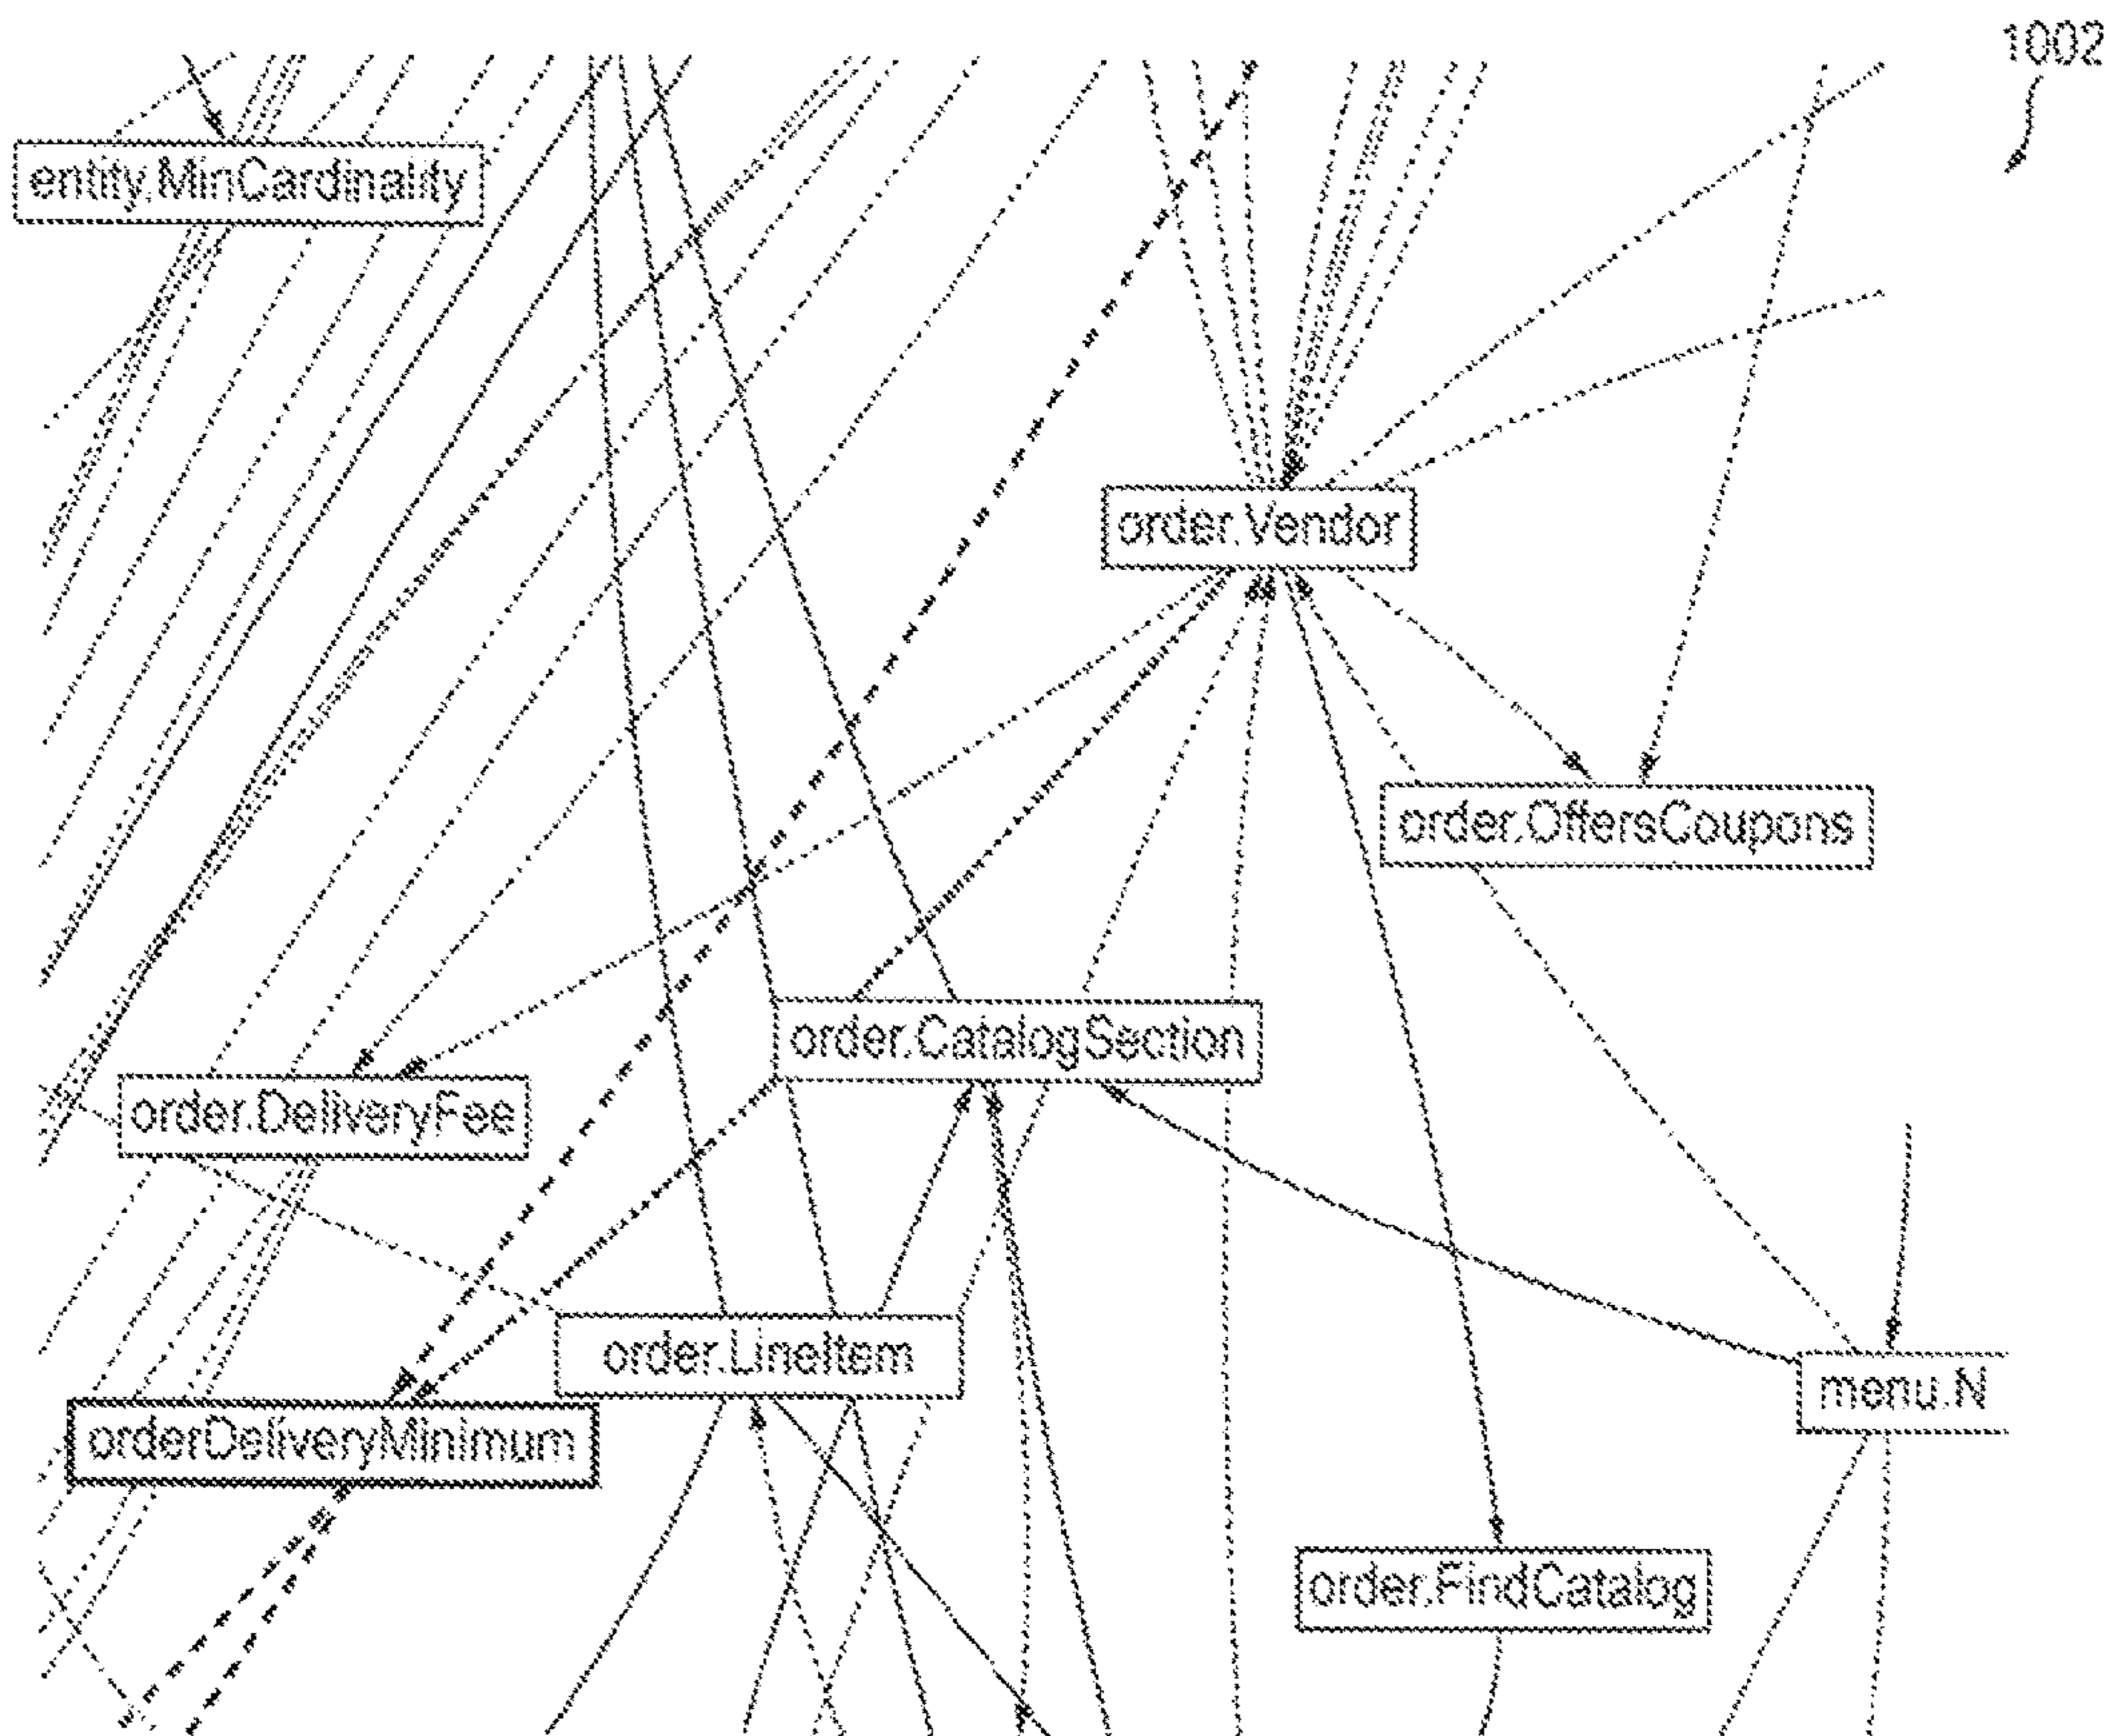 1002
entity.MinCardinality
order.Vendor
order.OffersCoupons
order.CatalogSection
order.DeliveryFee
order.LineItem
menu.N
orderDeliveryMinimum
order.FindCatalog